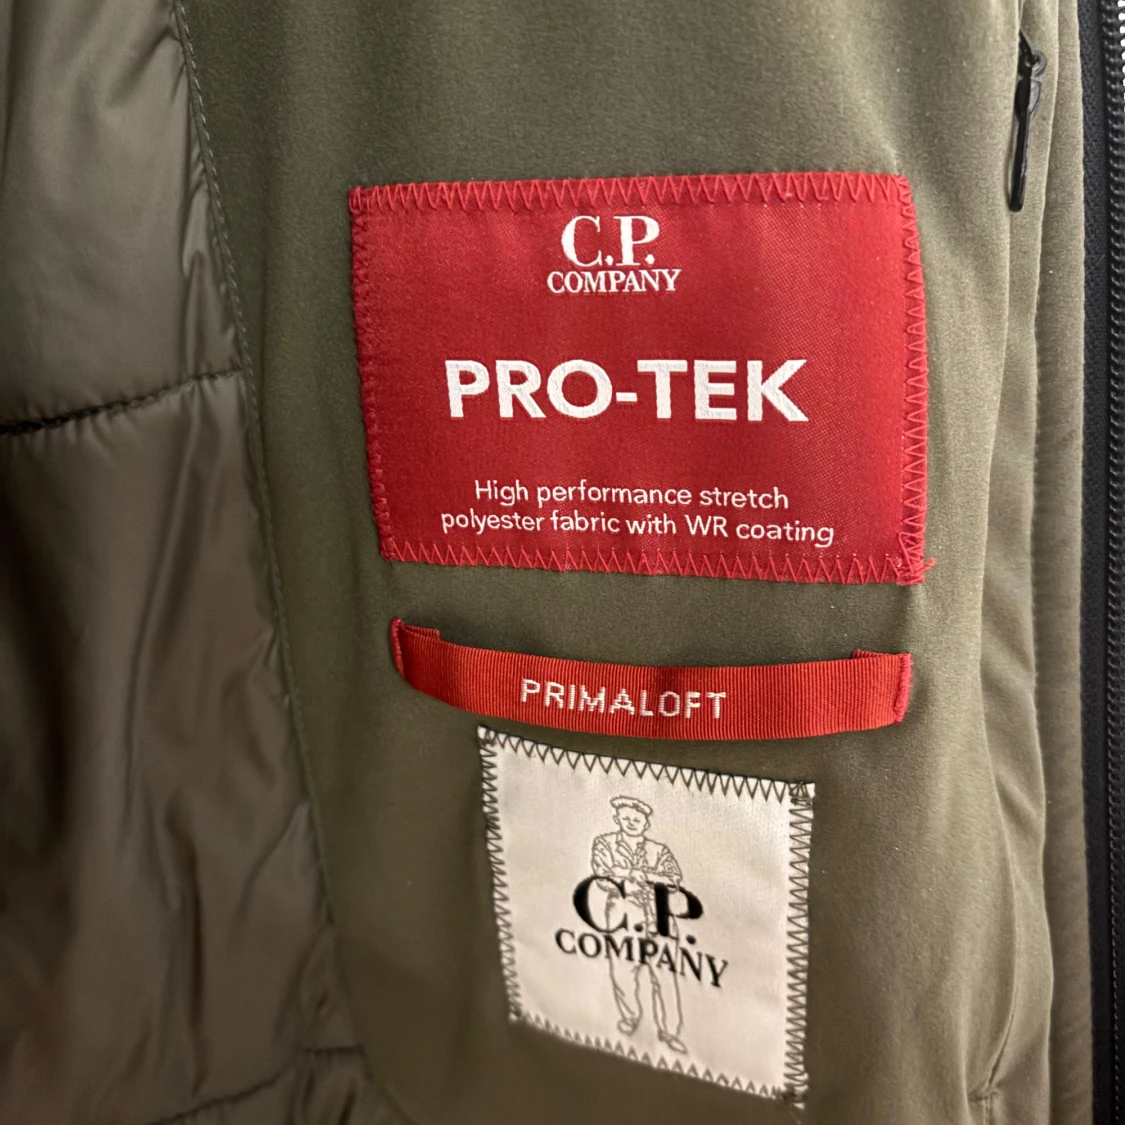 C.P.
COMPANY
PRO-TEK
High performance stretch
polyester fabric with WR coating
PRIMALOFT
C.P.
COMPANY